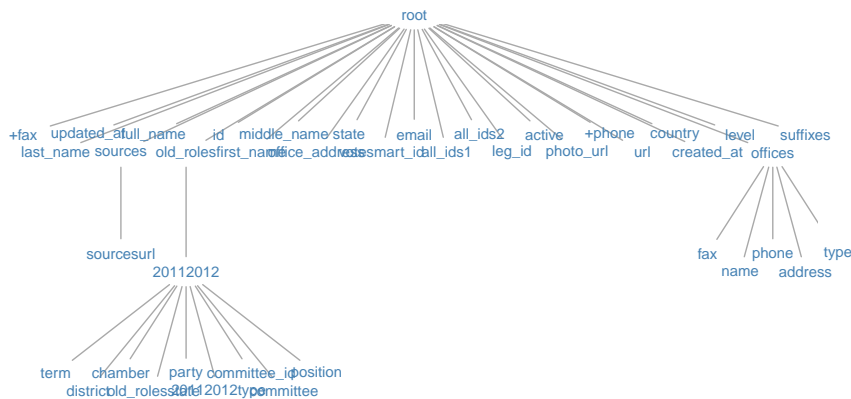 root
+fax updated_at full_name id middle_name state email all_ids2 active +phone country level suffixes
last_name sources old_roles first_name office_address votesmart_id all_ids1 leg_id photo_url url created_at offices
sourcesurl fax phone type
20112012 name address
term chamber party committee_id position
district old_rolesstate 20112012type committee